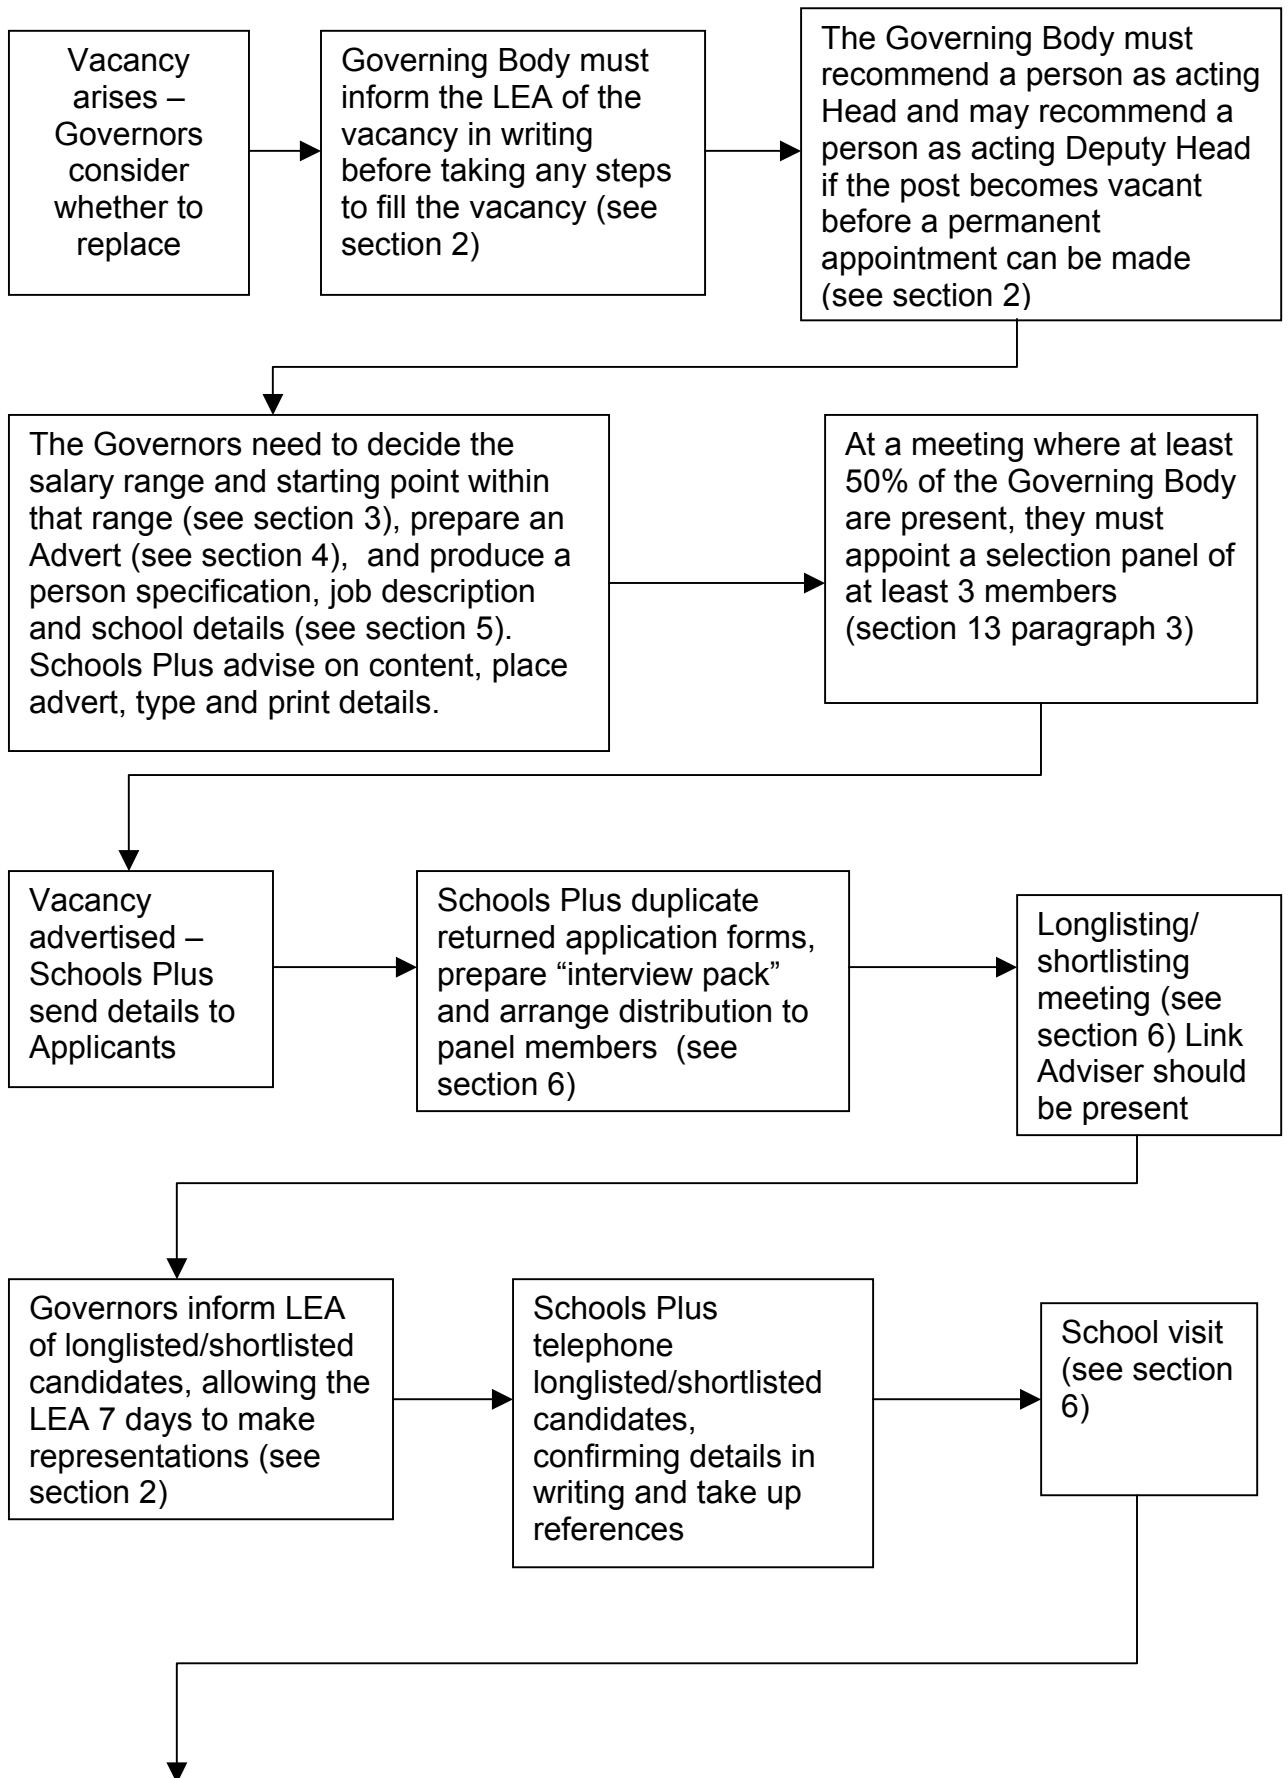 Vacancy
arises –
Governors
consider
whether to
replace
Governing Body must
inform the LEA of the
vacancy in writing
before taking any steps
to fill the vacancy (see
section 2)
The Governing Body must
recommend a person as acting
Head and may recommend a
person as acting Deputy Head
if the post becomes vacant
before a permanent
appointment can be made
(see section 2)
The Governors need to decide the
salary range and starting point within
that range (see section 3), prepare an
Advert (see section 4),  and produce a
person specification, job description
and school details (see section 5).
Schools Plus advise on content, place
advert, type and print details.
At a meeting where at least
50% of the Governing Body
are present, they must
appoint a selection panel of
at least 3 members
(section 13 paragraph 3)
Vacancy
advertised –
Schools Plus
send details to
Applicants
Schools Plus duplicate
returned application forms,
prepare “interview pack”
and arrange distribution to
panel members  (see
section 6)
Longlisting/
shortlisting
meeting (see
section 6) Link
Adviser should
be present
Governors inform LEA
of longlisted/shortlisted
candidates, allowing the
LEA 7 days to make
representations (see
section 2)
Schools Plus
telephone
longlisted/shortlisted
candidates,
confirming details in
writing and take up
references
School visit
(see section
6)